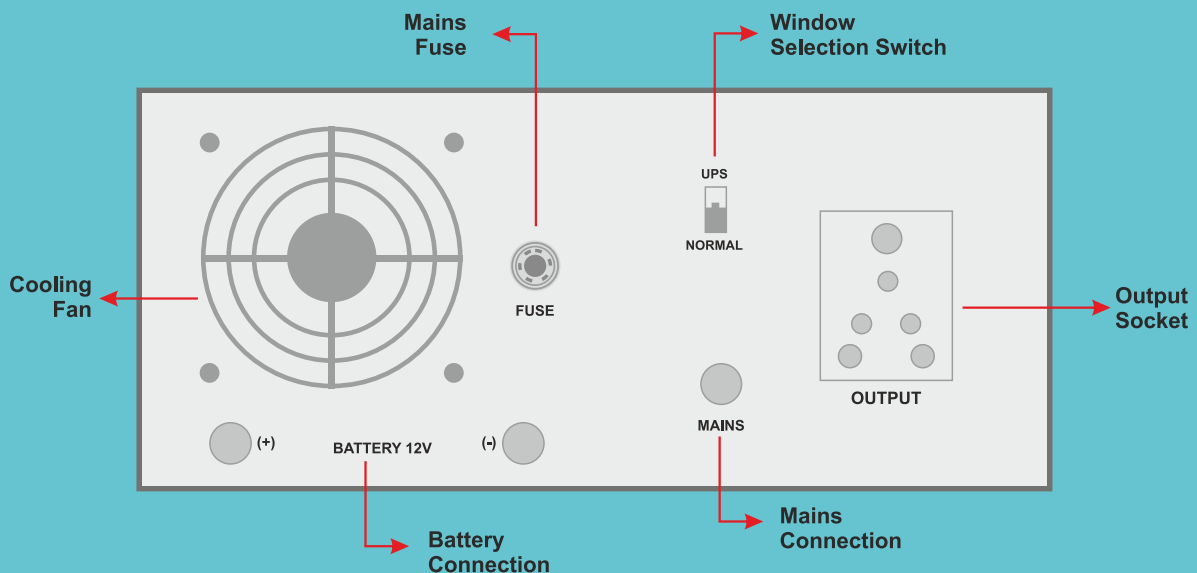 Mains
Fuse
Window
Selection Switch
UPS
NORMAL
Cooling
Fan
FUSE
Output
Socket
OUTPUT
MAINS
(+)
BATTERY 12V
(-)
Battery
Connection
Mains
Connection